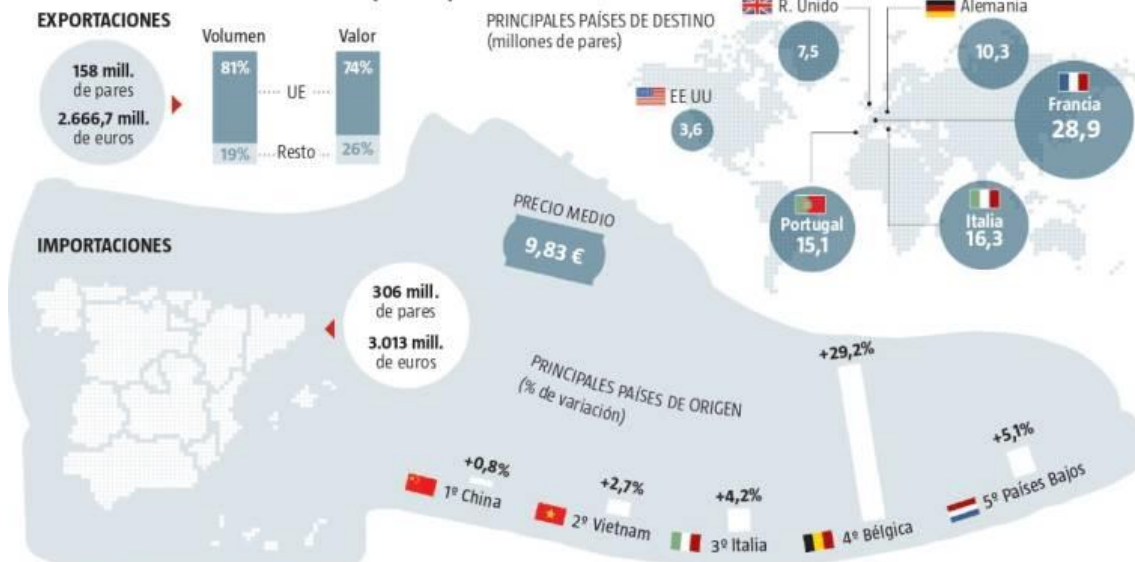 EXPORTACIONES
158 mill.
de pares
2.666,7 mill.
de euros
Volumen
Valor
81%
74%
UE
19%
Resto
26%
PRINCIPALES PAÍSES DE DESTINO
(millones de pares)
R. Unido
7,5
Alemania
10,3
EE UU
3,6
Francia
28,9
Portugal
15,1
Italia
16,3
IMPORTACIONES
306 mill.
de pares
3.013 mill.
de euros
PRECIO MEDIO
9,83 €
PRINCIPALES PAÍSES DE ORIGEN
(% de variación)
+0,8%
1º China
+2,7%
2º Vietnam
+4,2%
3º Italia
+29,2%
4º Bélgica
+5,1%
5º Países Bajos